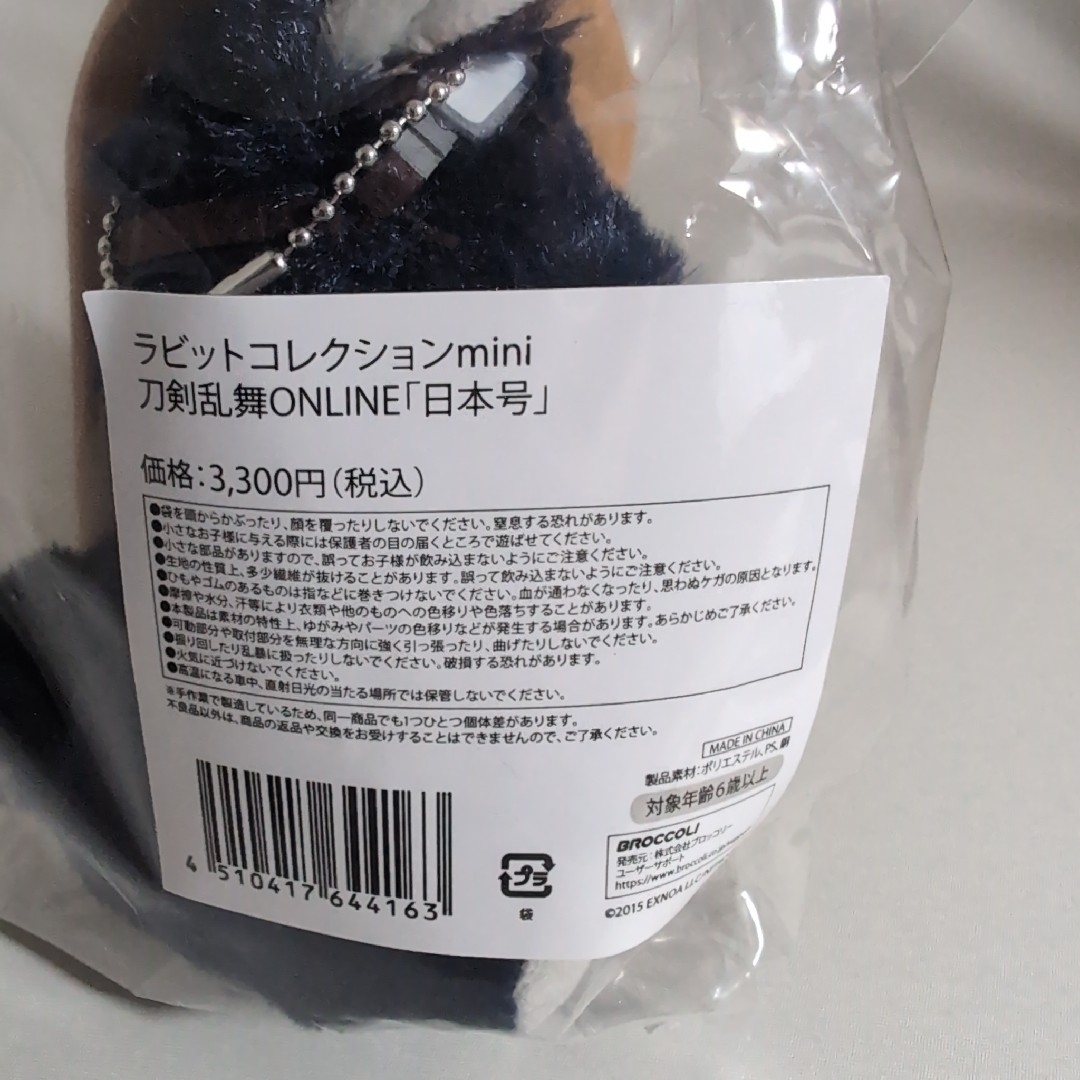 ラビットコレクションmini
刀剣乱舞ONLINE「日本号」
価格:3,300円(税込)
●袋を頭からかぶったり、顔を覆ったりしないでください。窒息する恐れがあります。
●小さなお子様に与える際には保護者の目の届くところで遊ばせてください。
●小さな部品がありますので、誤ってお子様が飲み込まないようにご注意ください。
●生地の性質上、多少繊維が抜けることがあります。誤って飲み込まないようにご注意ください。
●ひもやゴムのあるものは指などに巻きつけないでください。血が通わなくなったり、思わぬケガの原因となります。
●摩擦や水分、汗等により衣類や他のものへの色移りや色落ちすることがあります。
●本製品は素材の特性上、ゆがみやパーツの色移りなどが発生する場合があります。あらかじめご了承ください。
●可動部分や取付部分を無理な方向に強く引っ張ったり、曲げたりしないでください。
●振り回したり乱暴に扱ったりしないでください。破損する恐れがあります。
●火気に近づけないでください。
●高温になる車中、直射日光の当たる場所では保管しないでください。
※手作業で製造しているため、同一商品でも1つひとつ個体差があります。
不良品以外は、商品の返品や交換をお受けすることはできませんので、ご了承ください。
MADE IN CHINA
製品素材:ポリエステル、PS、銅
対象年齢6歳以上
BROCCOLI
発売元:株式会社ブロッコリー
ユーザーサポート
https://www.broccoli.co.jp
©2015 EXNOA LLC
プラ
袋
4 510417 644163